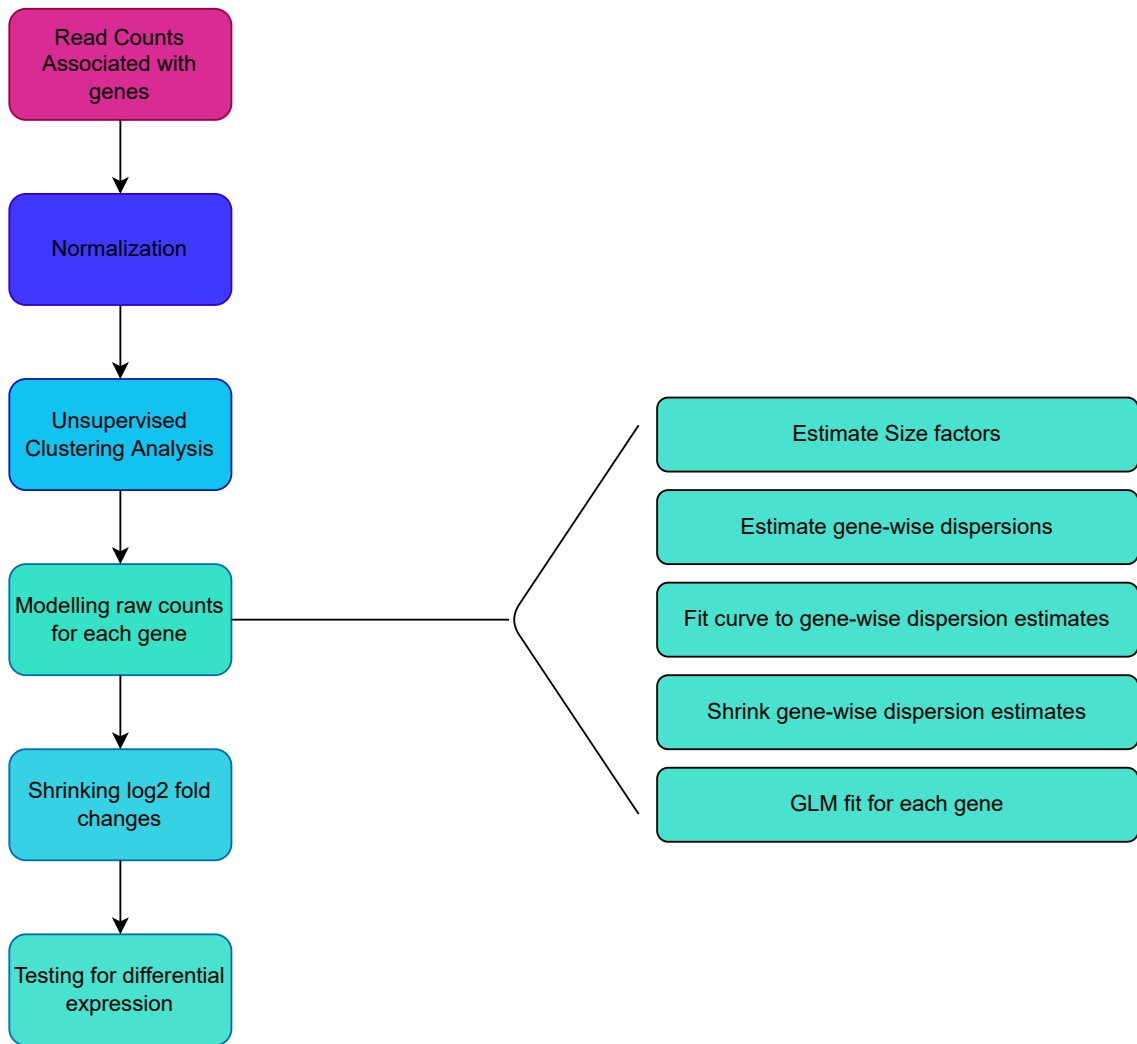 Read Counts
Associated with
genes
Normalization
Unsupervised
Clustering Analysis
Modelling raw counts
for each gene
Shrinking log2 fold
changes
Testing for differential
expression
Estimate Size factors
Estimate gene-wise dispersions
Fit curve to gene-wise dispersion estimates
Shrink gene-wise dispersion estimates
GLM fit for each gene